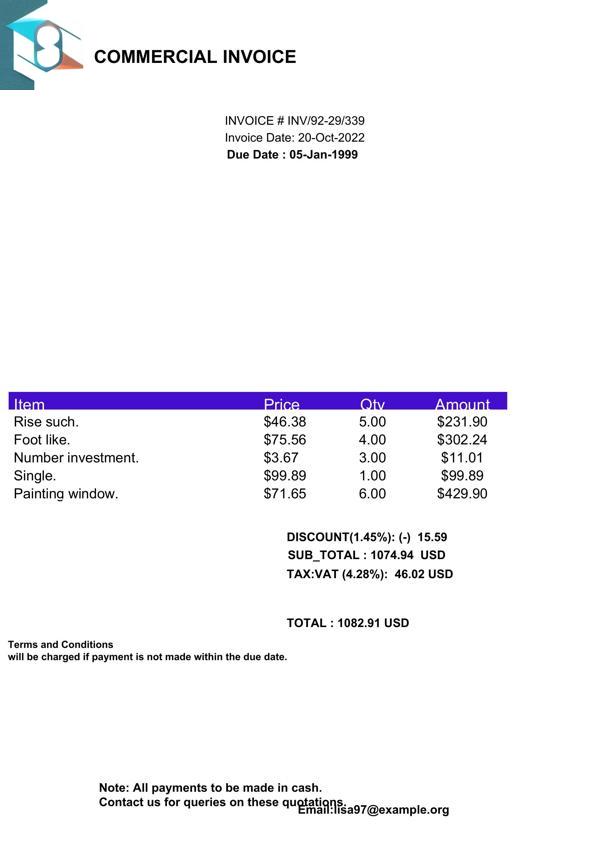 COMMERCIAL INVOICE
INVOICE # INV/92-29/339
Invoice Date: 20-Oct-2022
Due Date : 05-Jan-1999
Item Price Qty Amount
Rise such. $46.38 5.00 $231.90
Foot like. $75.56 4.00 $302.24
Number investment. $3.67 3.00 $11.01
Single. $99.89 1.00 $99.89
Painting window. $71.65 6.00 $429.90
DISCOUNT(1.45%): (-) 15.59
SUB_TOTAL : 1074.94 USD
TAX:VAT (4.28%): 46.02 USD
TOTAL : 1082.91 USD
Terms and Conditions
will be charged if payment is not made within the due date.
Note: All payments to be made in cash.
Contact us for queries on these quotations.
Email:lisa97@example.org